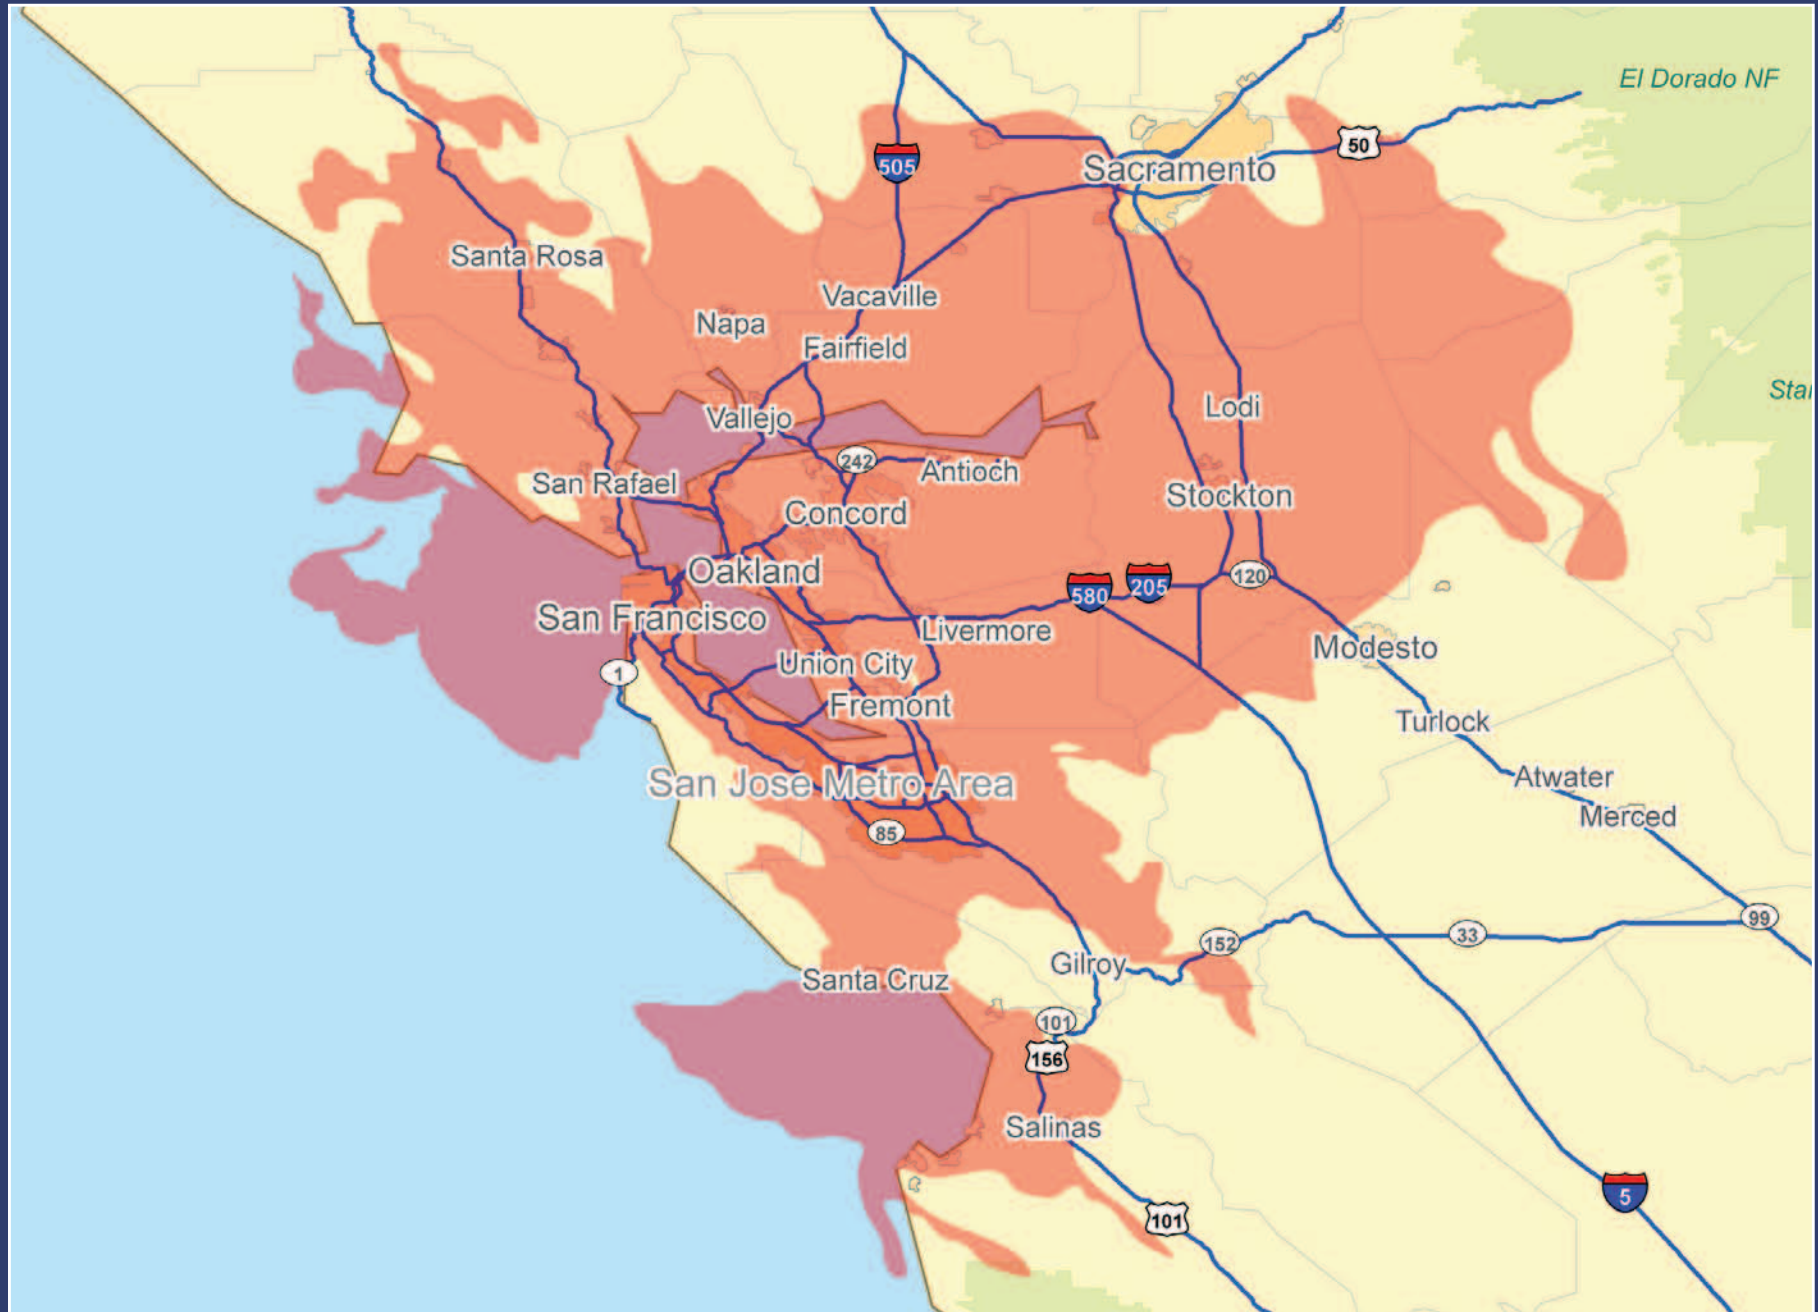 El Dorado NF
50
505
Sacramento
Santa Rosa
Vacaville
Napa
Fairfield
Lodi
Vallejo
242
Antioch
San Rafael
Stockton
Concord
Oakland
120
205
580
San Francisco
Livermore
Modesto
Union City
1
Fremont
Turlock
San Jose Metro Area
Atwater
Merced
85
99
33
152
Gilroy
Santa Cruz
101
156
Salinas
5
101